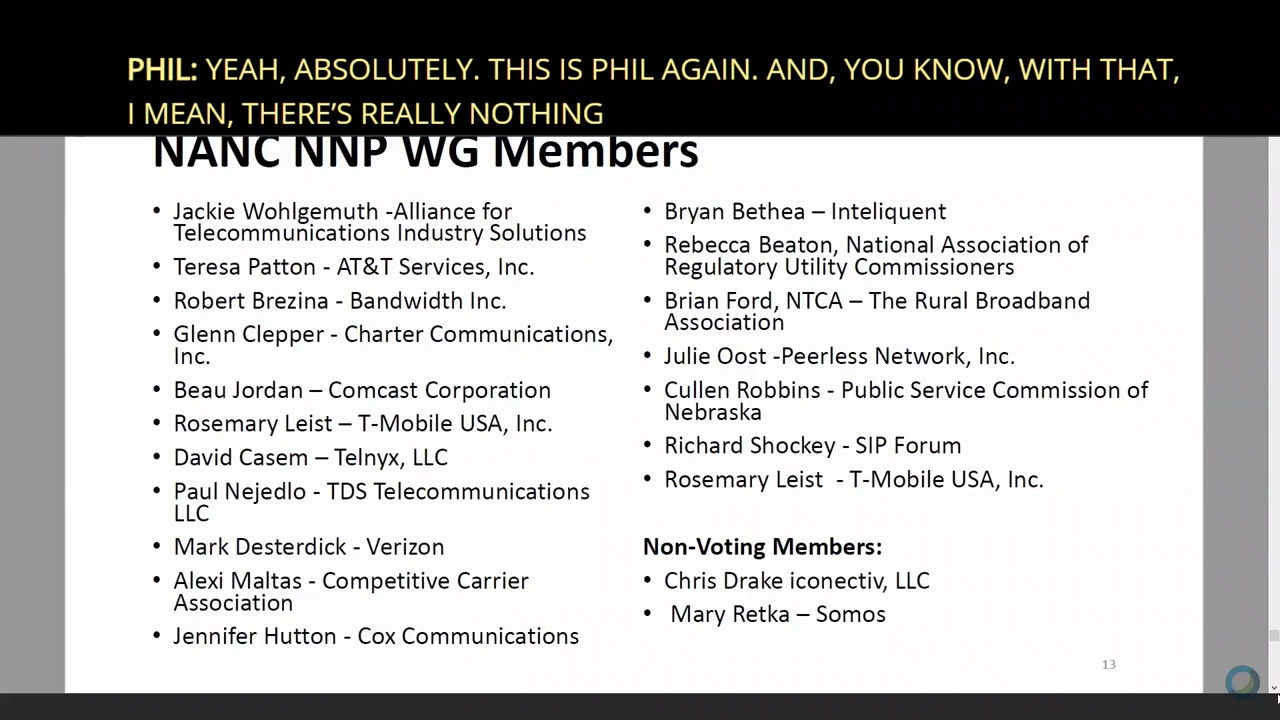 PHIL: YEAH, ABSOLUTELY. THIS IS PHIL AGAIN. AND, YOU KNOW, WITH THAT,
I MEAN, THERE'S REALLY NOTHING
NANC NNP WG Members
• Jackie Wohlgemuth -Alliance for
Telecommunications Industry Solutions
• Teresa Patton - AT&T Services, Inc.
• Robert Brezina - Bandwidth Inc.
• Glenn Clepper - Charter Communications,
Inc.
• Beau Jordan – Comcast Corporation
• Rosemary Leist – T-Mobile USA, Inc.
• David Casem – Telnyx, LLC
• Paul Nejedlo - TDS Telecommunications
LLC
• Mark Desterdick - Verizon
• Alexi Maltas - Competitive Carrier
Association
• Jennifer Hutton - Cox Communications
• Bryan Bethea – Inteliquent
• Rebecca Beaton, National Association of
Regulatory Utility Commissioners
• Brian Ford, NTCA – The Rural Broadband
Association
• Julie Oost -Peerless Network, Inc.
• Cullen Robbins - Public Service Commission of
Nebraska
• Richard Shockey - SIP Forum
• Rosemary Leist - T-Mobile USA, Inc.
Non-Voting Members:
• Chris Drake iconectiv, LLC
• Mary Retka – Somos
13